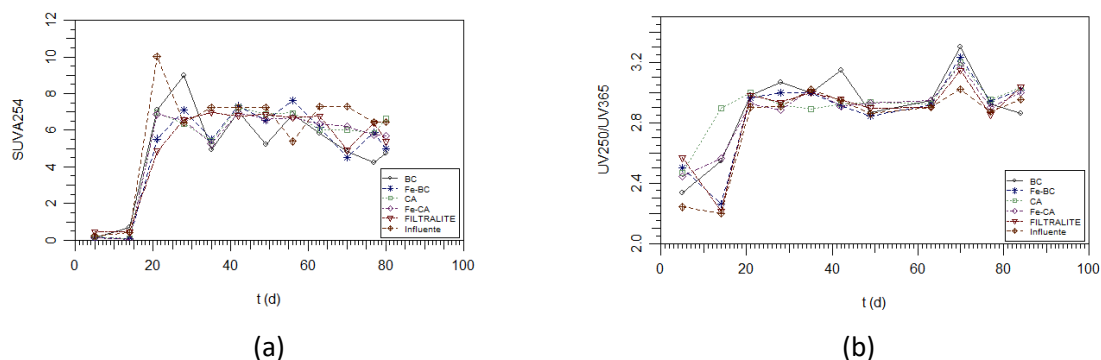 12
10
8
6
4
2
0
SUVA254
0
20
40
60
80
100
t (d)
BC
Fe-BC
CA
Fe-CA
FILTRALITE
Influente
(a)
3.2
2.8
2.4
2.0
UV250/UV365
0
20
40
60
80
100
t (d)
BC
Fe-BC
CA
Fe-CA
FILTRALITE
Influente
(b)